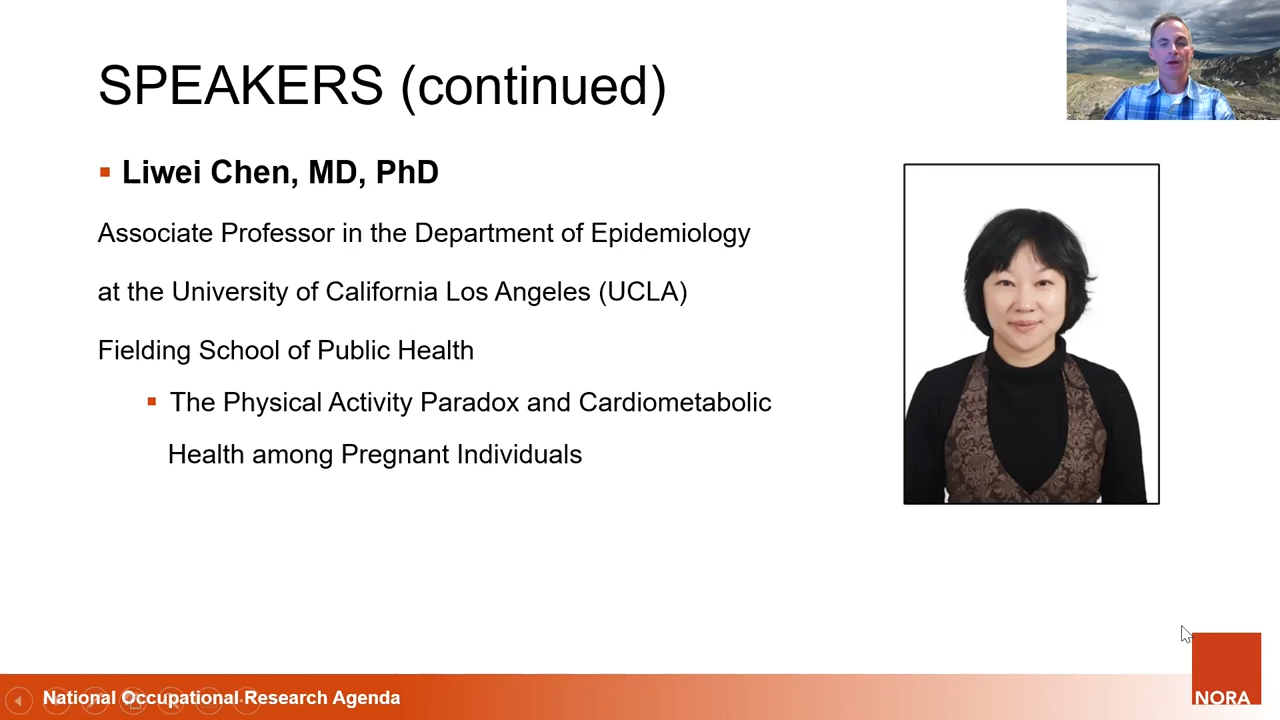 SPEAKERS (continued)
Liwei Chen, MD, PhD
Associate Professor in the Department of Epidemiology
at the University of California Los Angeles (UCLA)
Fielding School of Public Health
The Physical Activity Paradox and Cardiometabolic
Health among Pregnant Individuals
National Occupational Research Agenda
NORA